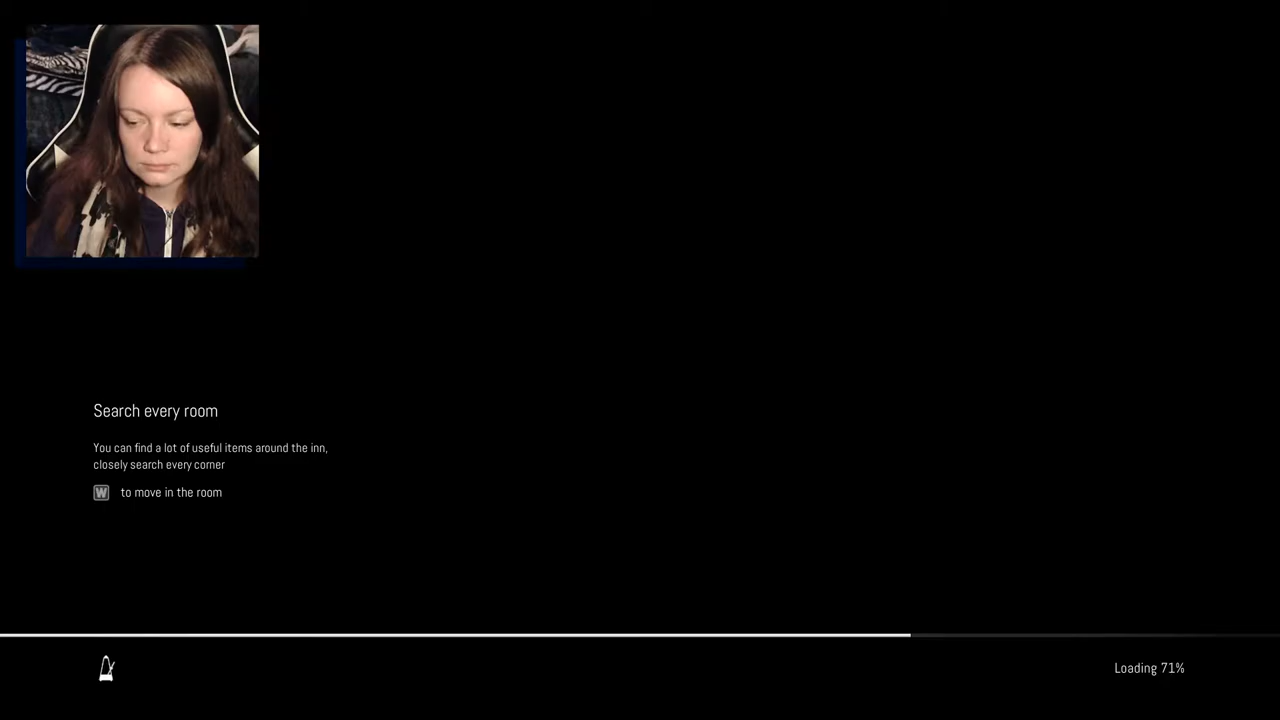 Search every room
You can find a lot of useful items around the inn,
closely search every corner
W to move in the room
Loading 71%